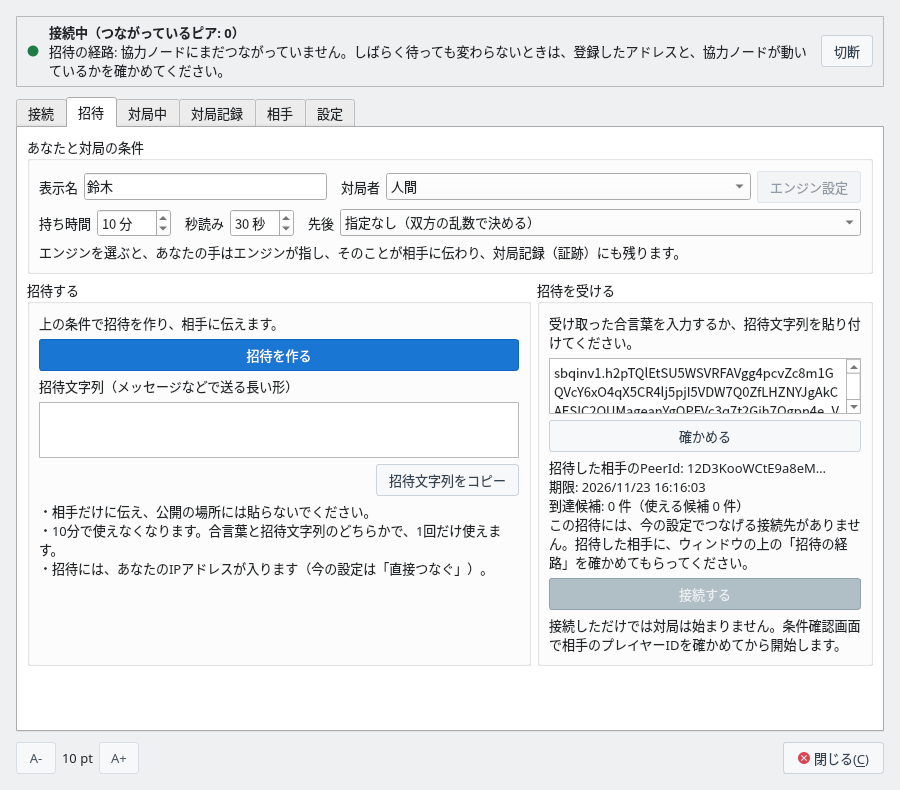 接続中（つながっているピア: 0）
招待の経路: 協力ノードにまだつながっていません。しばらく待っても変わらないときは、登録したアドレスと、協力ノードが動い
ているかを確かめてください。
切断
接続
招待
対局中
対局記録
相手
設定
あなたと対局の条件
表示名 鈴木
対局者 人間
エンジン設定
持ち時間 10 分
秒読み 30 秒
先後 指定なし（双方の乱数で決める）
エンジンを選ぶと、あなたの手はエンジンが指し、そのことが相手に伝わり、対局記録（証跡）にも残ります。
招待する
上の条件で招待を作り、相手に伝えます。
招待を作る
招待文字列（メッセージなどで送る長い形）
招待文字列をコピー
・相手だけに伝え、公開の場所には貼らないでください。
・10分で使えなくなります。合言葉と招待文字列のどちらかで、1回だけ使えま
す。
・招待には、あなたのIPアドレスが入ります（今の設定は「直接つなぐ」）。
招待を受ける
受け取った合言葉を入力するか、招待文字列を貼り付
けてください。
sbqinv1.h2pTQlEtSU5WSVRFAVgg4pcvZc8m1G
QVcY6xO4qX5CR4lj5pjI5VDW7Q0ZfLHZNYJgAkC
確かめる
招待した相手のPeerId: 12D3KooWCtE9a8eM…
期限: 2026/11/23 16:16:03
到達候補: 0 件（使える候補 0 件）
この招待には、今の設定でつなげる接続先がありませ
ん。招待した相手に、ウィンドウの上の「招待の経
路」を確かめてもらってください。
接続する
接続しただけでは対局は始まりません。条件確認画面
で相手のプレイヤーIDを確かめてから開始します。
A-
10 pt
A+
閉じる(C)